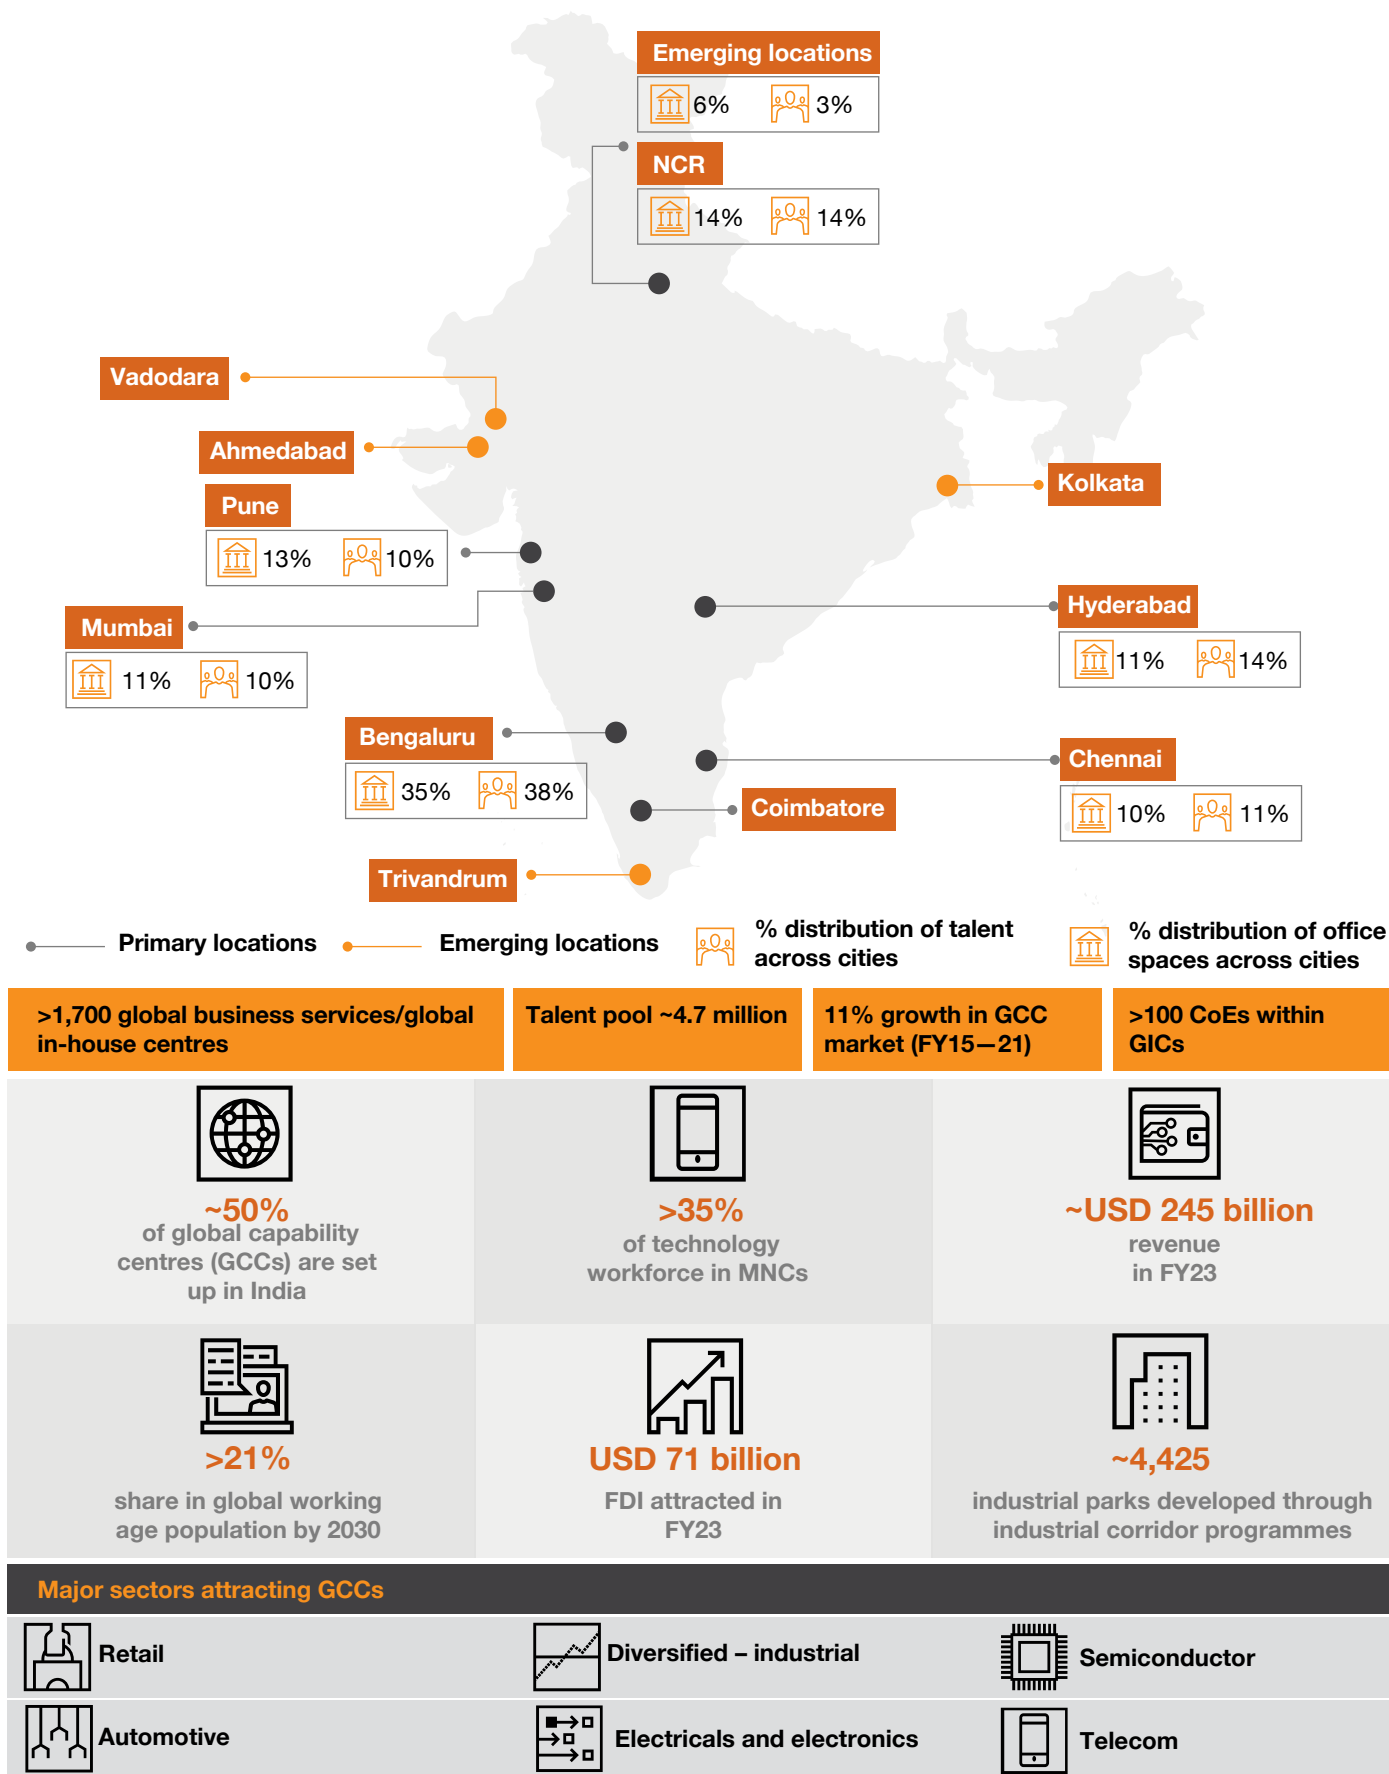 Emerging locations
6% 3%
NCR
14% 14%
Vadodara
Ahmedabad
Kolkata
Pune
13% 10%
Hyderabad
11% 14%
Mumbai
11% 10%
Bengaluru
35% 38%
Chennai
10% 11%
Coimbatore
Trivandrum
Primary locations
Emerging locations
% distribution of talent
across cities
% distribution of office
spaces across cities
>1,700 global business services/global
in-house centres
Talent pool ~4.7 million
11% growth in GCC
market (FY15—21)
>100 CoEs within
GICs
~50%
of global capability
centres (GCCs) are set
up in India
>35%
of technology
workforce in MNCs
~USD 245 billion
revenue
in FY23
>21%
share in global working
age population by 2030
USD 71 billion
FDI attracted in
FY23
~4,425
industrial parks developed through
industrial corridor programmes
Major sectors attracting GCCs
Retail
Diversified – industrial
Semiconductor
Automotive
Electricals and electronics
Telecom